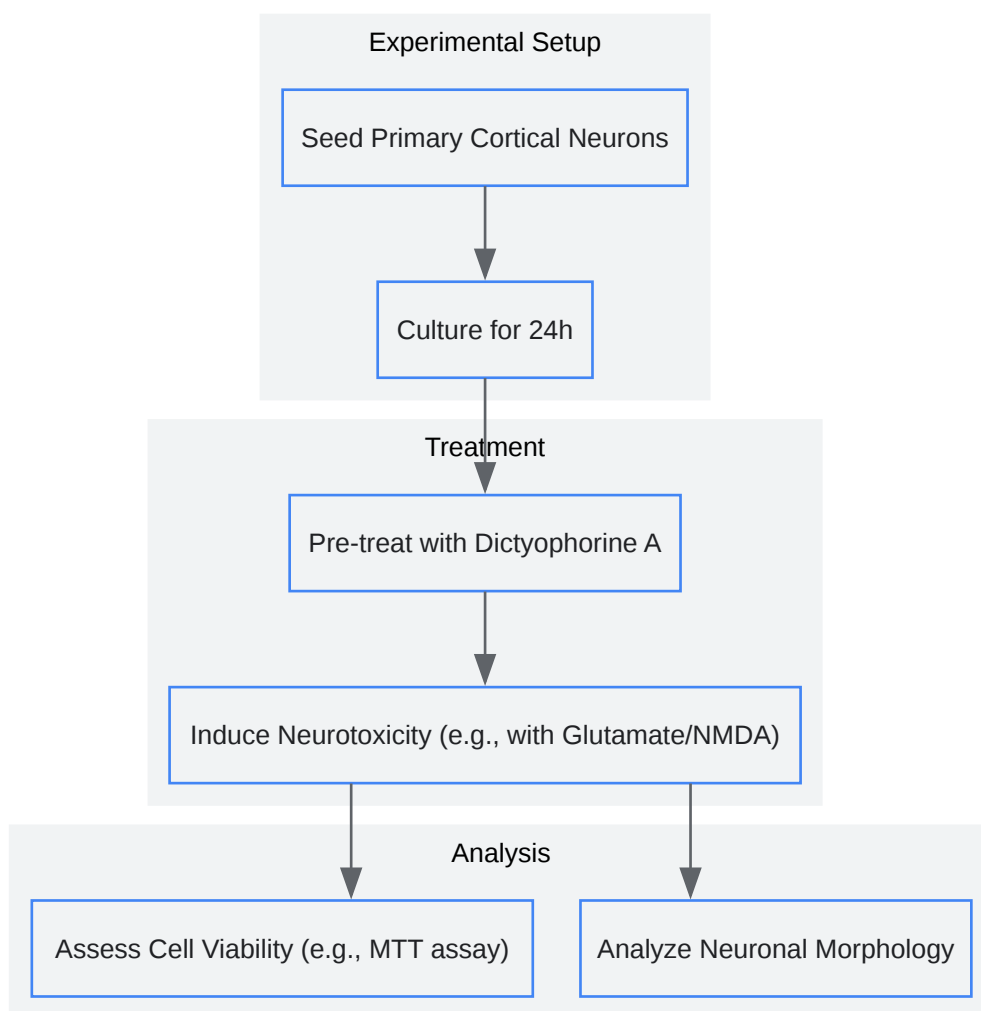 Experimental Setup
Seed Primary Cortical Neurons
Culture for 24h
Treatment
Pre-treat with Dictyophorine A
Induce Neurotoxicity (e.g., with Glutamate/NMDA)
Analysis
Assess Cell Viability (e.g., MTT assay)
Analyze Neuronal Morphology